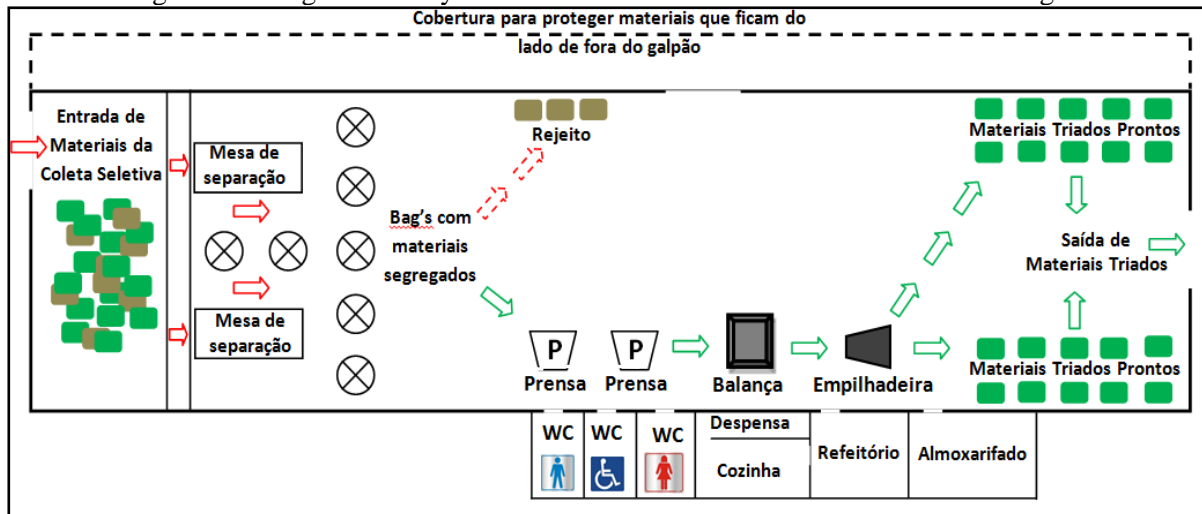 Cobertura para proteger materiais que ficam do
lado de fora do galpão
Entrada de
Materiais da
Coleta Seletiva
Mesa de
separação
Mesa de
separação
Bag's com
materiais
segregados
Rejeito
P
Prensa
P
Prensa
Balança
Empilhadeira
Materiais Triados Prontos
Saída de
Materiais Triados
Materiais Triados Prontos
WC
WC
WC
Despensa
Cozinha
Refeitório
Almoxarifado